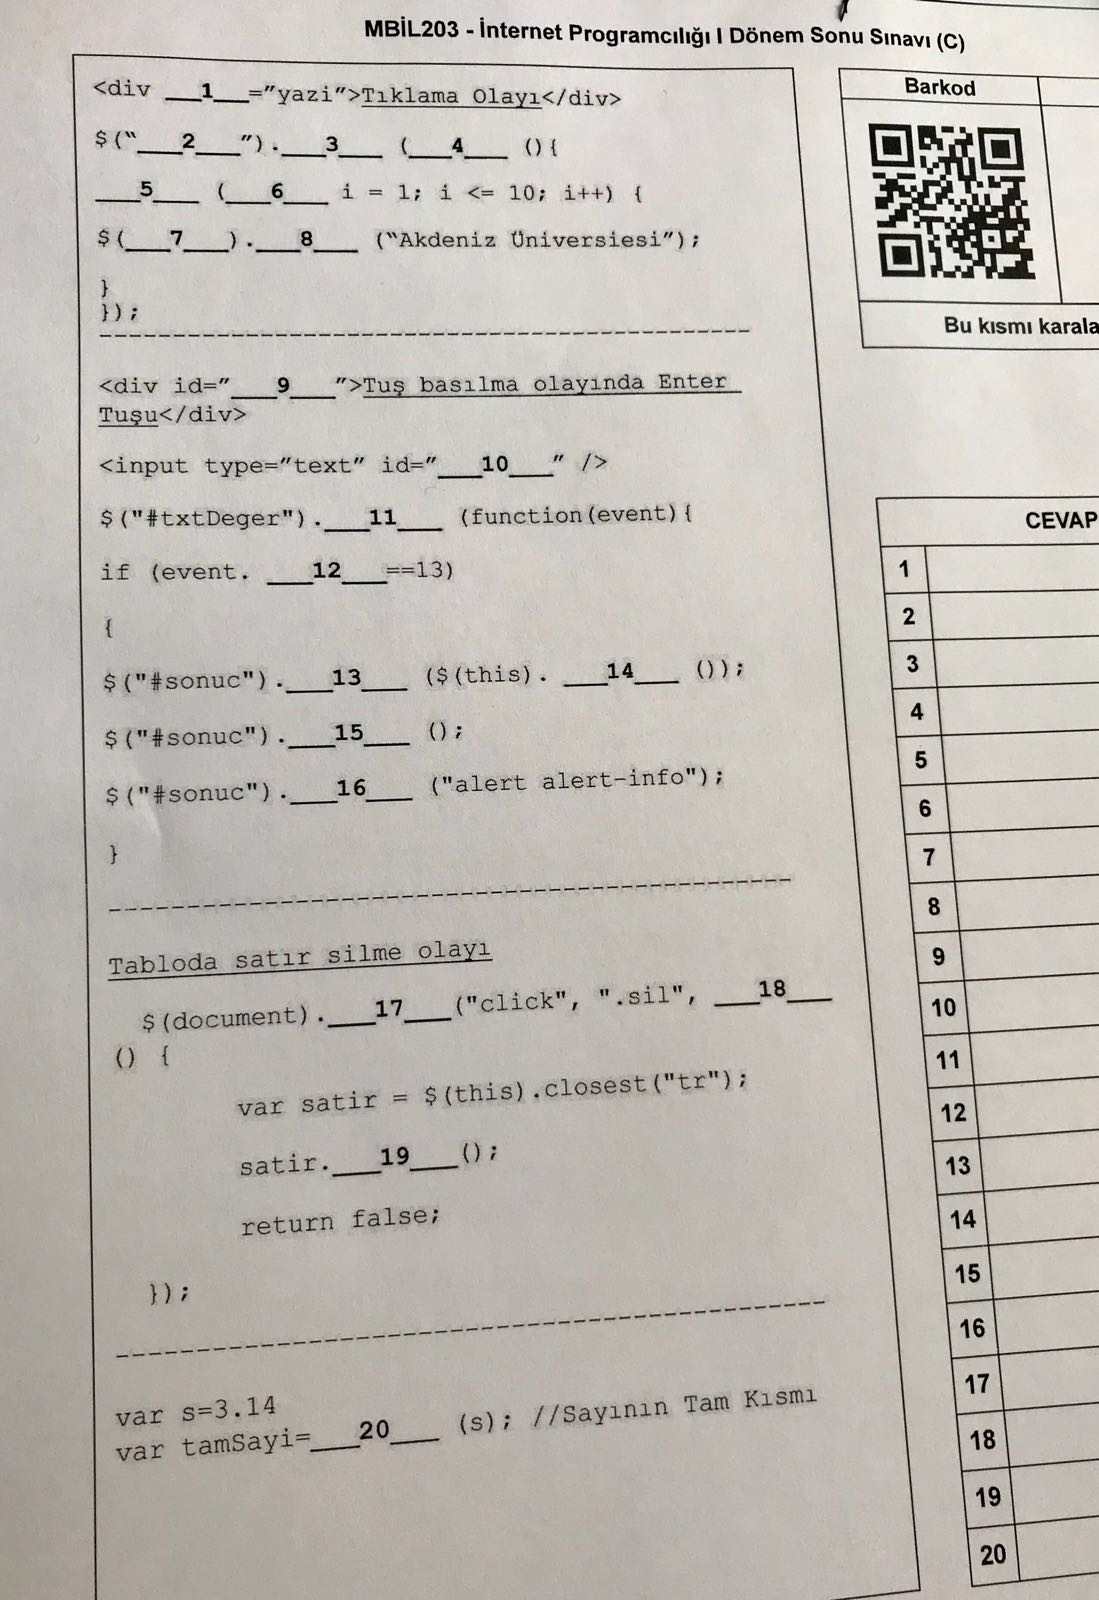 MBİL203 - İnternet Programcılığı I Dönem Sonu Sınavı (C)
<div ___1___="yazi">Tıklama Olayı</div>
$("___2___").___3___ (___4___ (){
___5___ (___6___ i = 1; i <= 10; i++) {
$(___7___).___8___ ("Akdeniz Üniversiesi");
}
});
--------------------------------------------------
<div id="___9___">Tuş basılma olayında Enter
Tuşu</div>
<input type="text" id="___10___" />
$("#txtDeger").___11___ (function(event){
if (event. ___12___==13)
{
$("#sonuc").___13___ ($(this). ___14___ ());
$("#sonuc").___15___ ();
$("#sonuc").___16___ ("alert alert-info");
}
--------------------------------------------------
Tabloda satır silme olayı
$(document).___17___("click", ".sil", ___18___
() {
var satir = $(this).closest("tr");
satir.___19___();
return false;
});
--------------------------------------------------
var s=3.14
var tamSayi=___20___ (s); //Sayının Tam Kısmı
Barkod
Bu kısmı karala
CEVAP
1
2
3
4
5
6
7
8
9
10
11
12
13
14
15
16
17
18
19
20